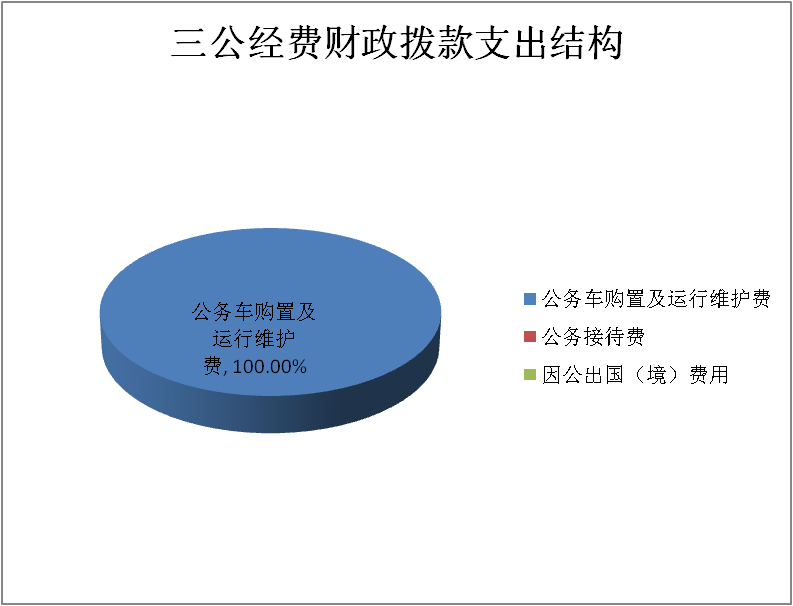 三公经费财政拨款支出结构
公务车购置及
运行维护
费, 100.00%
公务车购置及运行维护费
公务接待费
因公出国（境）费用